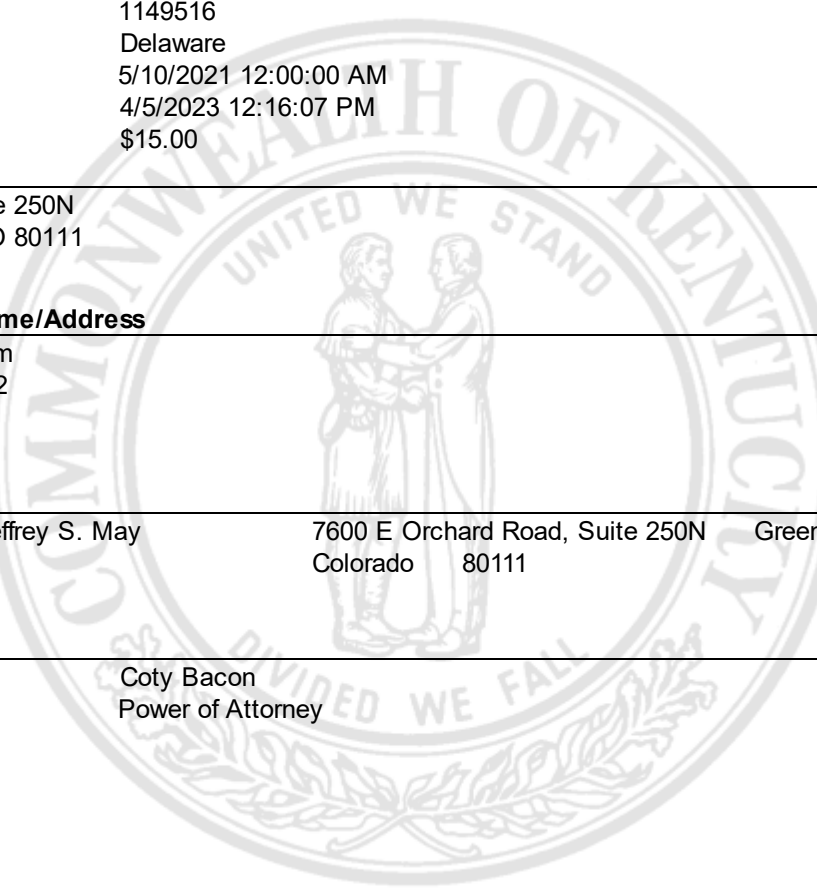 1149516
Delaware
5/10/2021 12:00:00 AM
4/5/2023 12:16:07 PM
$15.00
e 250N
O 80111
me/Address
m
2
effrey S. May 7600 E Orchard Road, Suite 250N Green
Colorado 80111
Coty Bacon
Power of Attorney
COMMONWEALTH OF KENTUCKY
UNITED WE STAND
DIVIDED WE FALL